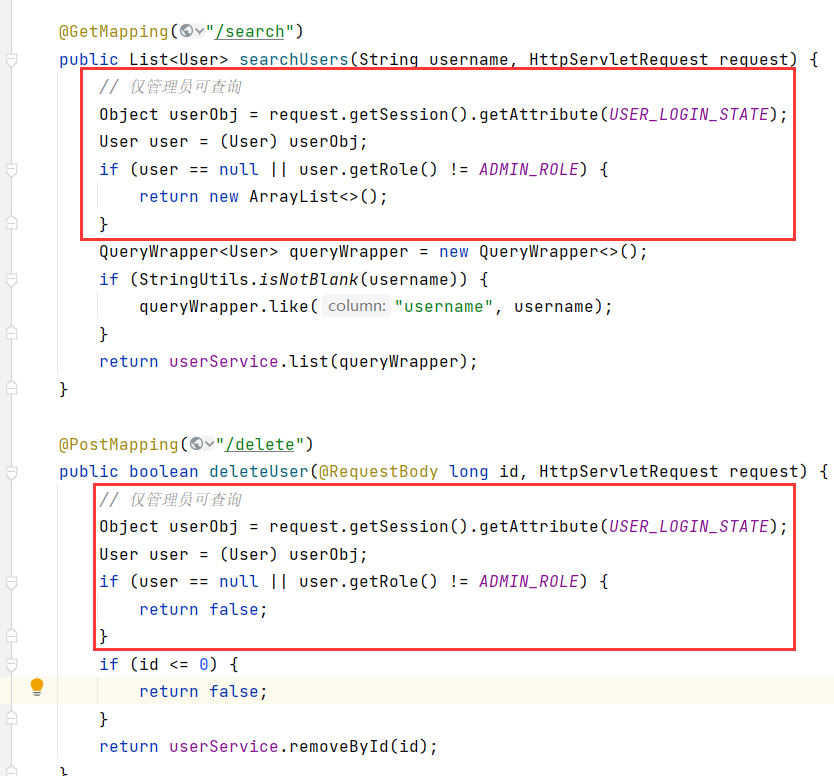 @GetMapping("/search")
public List<User> searchUsers(String username, HttpServletRequest request) {
// 仅管理员可查询
Object userObj = request.getSession().getAttribute(USER_LOGIN_STATE);
User user = (User) userObj;
if (user == null || user.getRole() != ADMIN_ROLE) {
return new ArrayList<>();
}
QueryWrapper<User> queryWrapper = new QueryWrapper<>();
if (StringUtils.isNotBlank(username)) {
queryWrapper.like( column: "username", username);
}
return userService.list(queryWrapper);
}
@PostMapping("/delete")
public boolean deleteUser(@RequestBody long id, HttpServletRequest request) {
// 仅管理员可查询
Object userObj = request.getSession().getAttribute(USER_LOGIN_STATE);
User user = (User) userObj;
if (user == null || user.getRole() != ADMIN_ROLE) {
return false;
}
if (id <= 0) {
return false;
}
return userService.removeById(id);
}